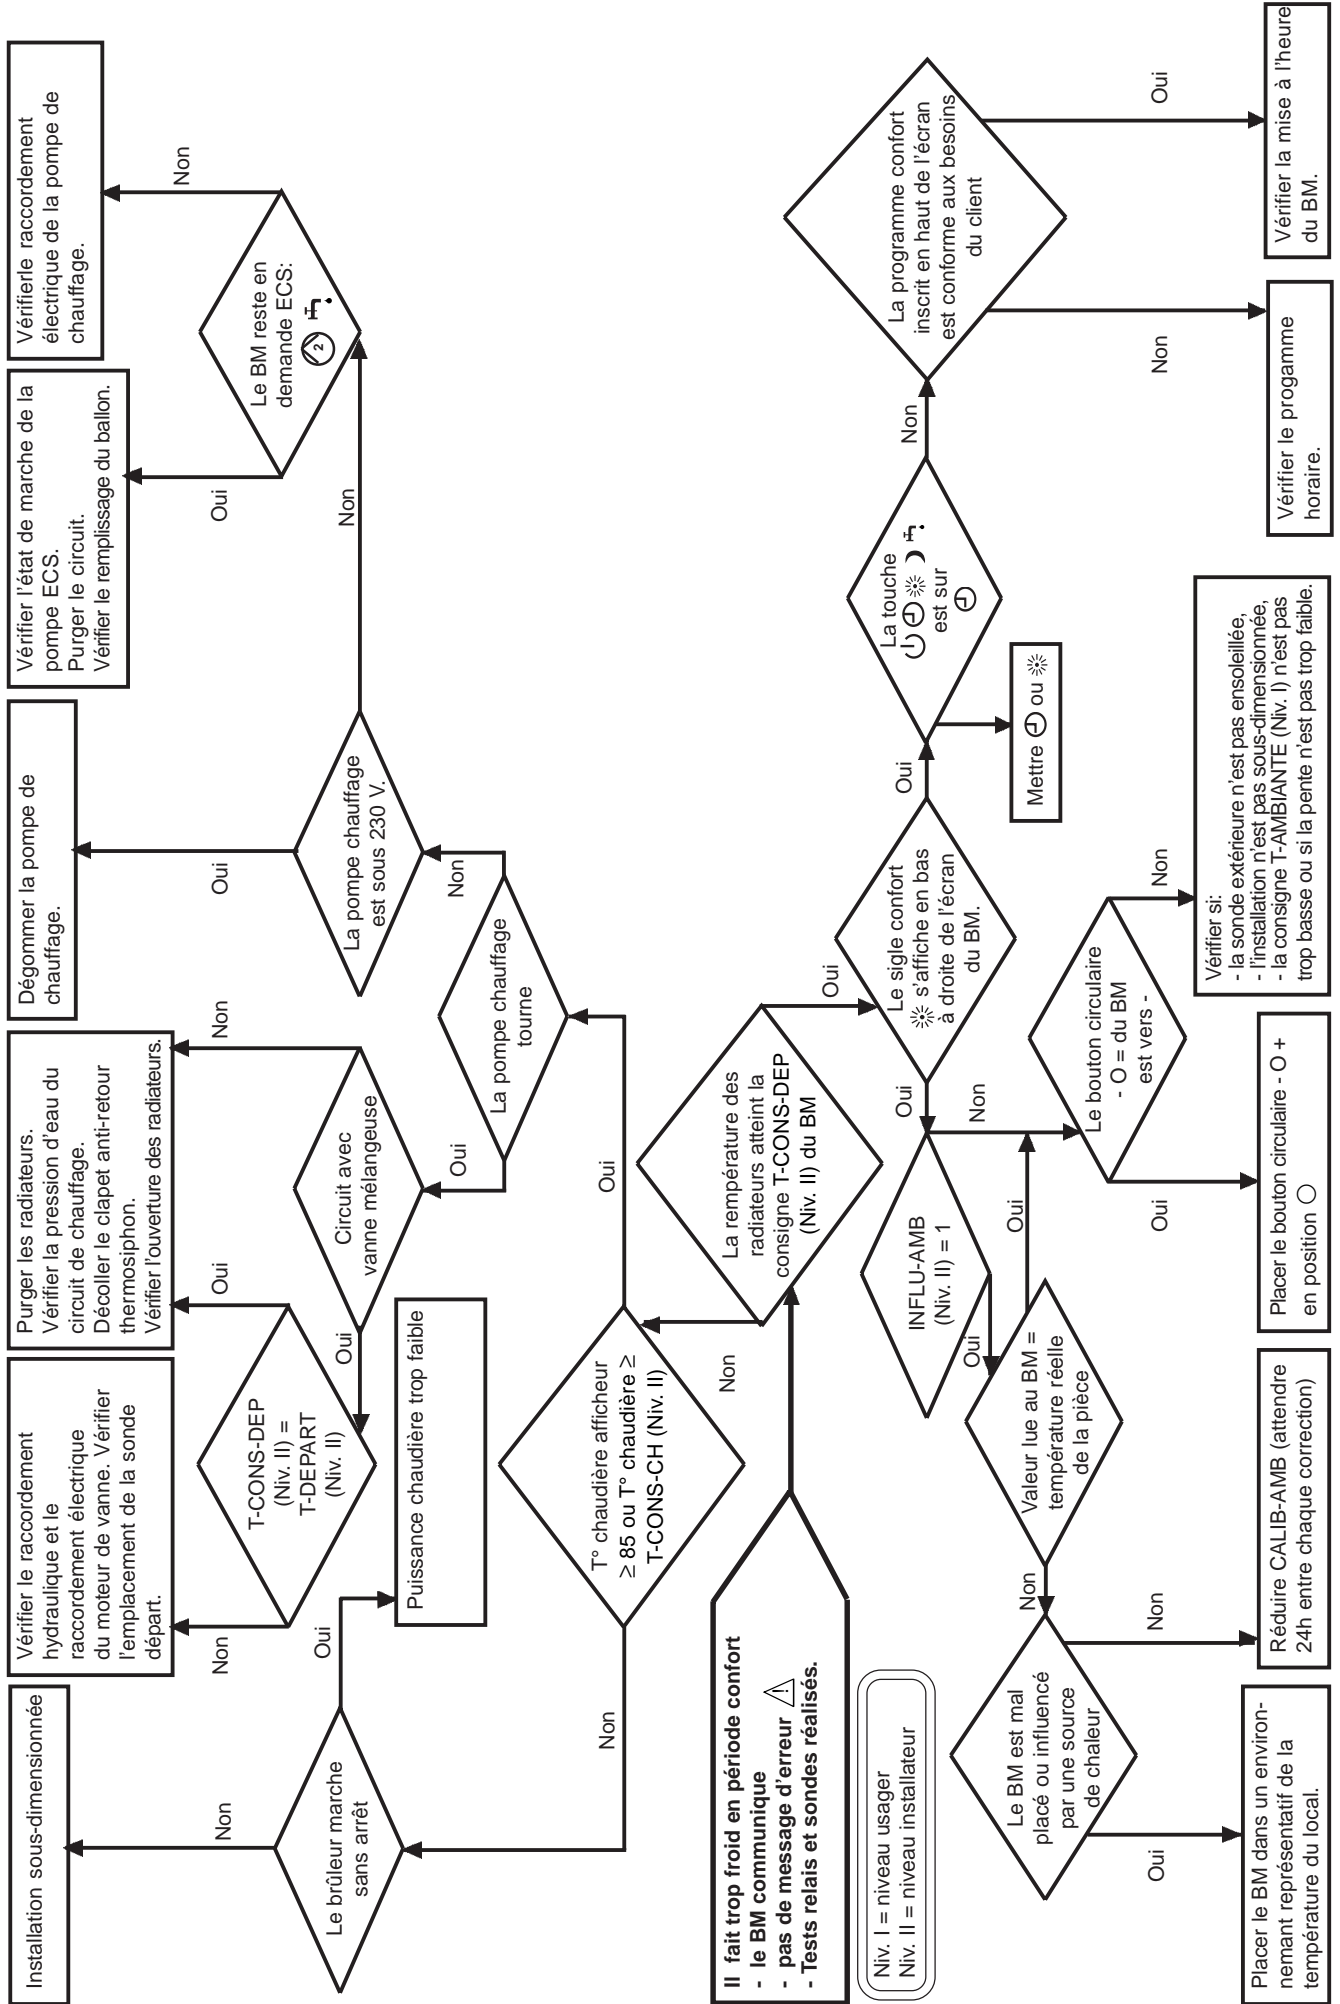 Installation sous-dimensionnée
Vérifier le raccordement
hydraulique et le
raccordement électrique
du moteur de vanne. Vérifier
l'emplacement de la sonde
départ.
Purger les radiateurs.
Vérifier la pression d'eau du
circuit de chauffage.
Décoller le clapet anti-retour
thermosiphon.
Vérifier l'ouverture des radiateurs.
Dégommer la pompe de
chauffage.
Vérifier l'état de marche de la
pompe ECS.
Purger le circuit.
Vérifier le remplissage du ballon.
Vérifierle raccordement
électrique de la pompe de
chauffage.
Non
Non
Oui
Non
Oui
Oui
Non
T-CONS-DEP
(Niv. II) =
T-DEPART
(Niv. II)
Le BM reste en
demande ECS:
2
Oui
Oui
Non
Le brûleur marche
sans arrêt
Puissance chaudière trop faible
Circuit avec
vanne mélangeuse
La pompe chauffage
est sous 230 V.
Oui
Non
La pompe chauffage
tourne
Non
Oui
T° chaudière afficheur
≥ 85 ou T° chaudière ≥
T-CONS-CH (Niv. II)
Non
La rempérature des
radiateurs atteint la
consigne T-CONS-DEP
(Niv. II) du BM
Oui
Il fait trop froid en période confort
- le BM communique
- pas de message d'erreur
- Tests relais et sondes réalisés.
Niv. I = niveau usager
Niv. II = niveau installateur
Le sigle confort
s'affiche en bas
à droite de l'écran
du BM.
Oui
Oui
La touche
est sur
Non
La programme confort
inscrit en haut de l'écran
est conforme aux besoins
du client
INFLU-AMB
(Niv. II) = 1
Oui
Non
Mettre ou
Valeur lue au BM =
température réelle
de la pièce
Oui
Non
Le BM est mal
placé ou influencé
par une source
de chaleur
Le bouton circulaire
- O = du BM
est vers -
Oui
Non
Oui
Non
Non
Oui
Placer le BM dans un environ-
nemant représentatif de la
température du local.
Réduire CALIB-AMB (attendre
24h entre chaque correction)
Placer le bouton circulaire - O +
en position O
Vérifier si:
- la sonde extérieure n'est pas ensoleillée,
- l'installation n'est pas sous-dimensionnée,
- la consigne T-AMBIANTE (Niv. I) n'est pas
trop basse ou si la pente n'est pas trop faible.
Vérifier le progamme
horaire.
Vérifier la mise à l'heure
du BM.